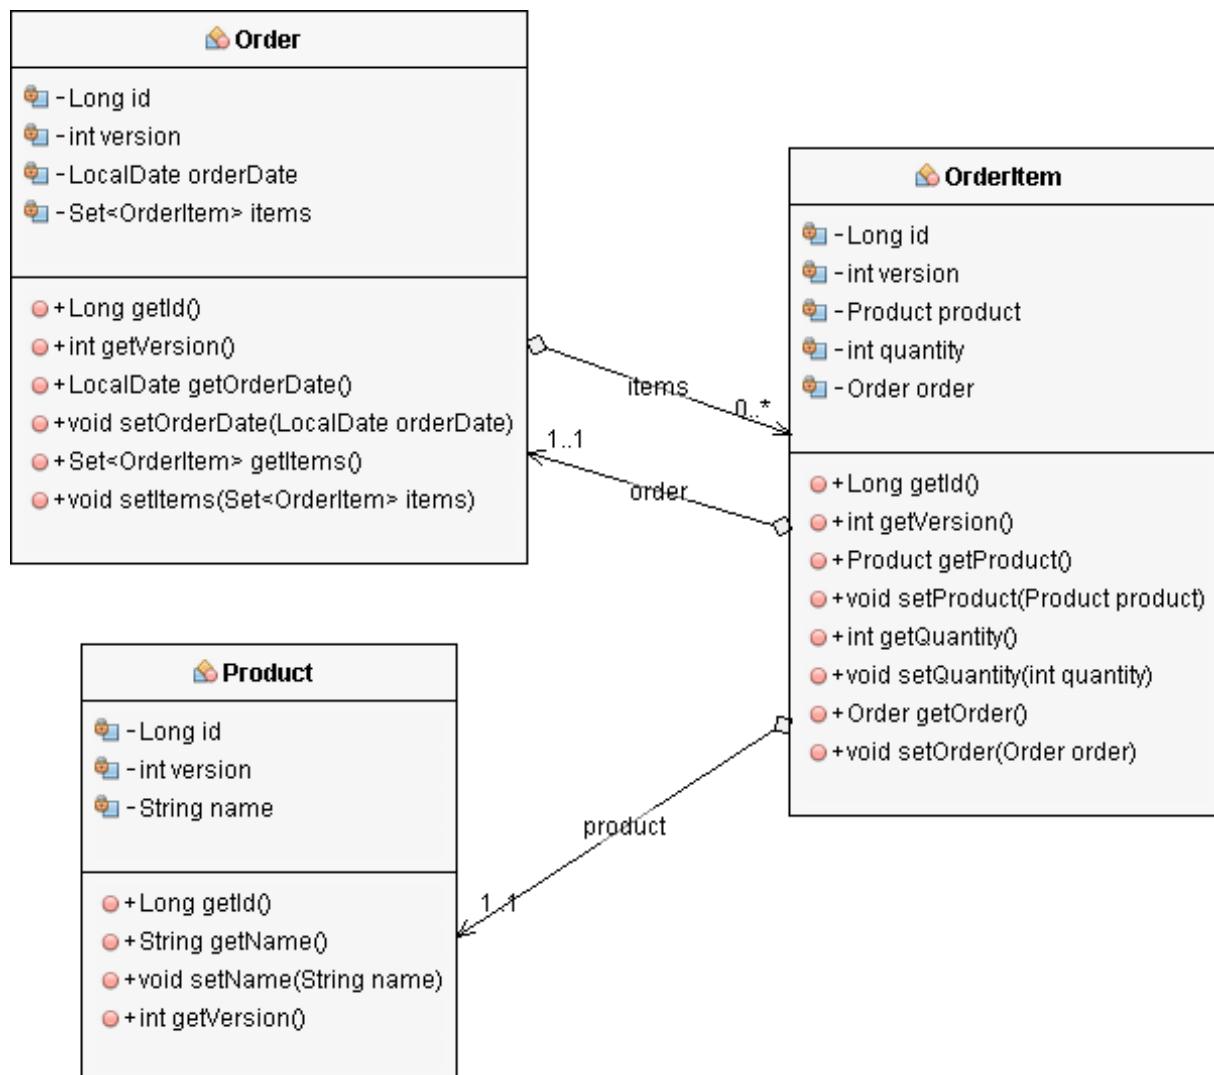 Order
-Long id
-int version
-LocalDate orderDate
-Set<OrderItem> items
+Long getId()
+int getVersion()
+LocalDate getOrderDate()
+void setOrderDate(LocalDate orderDate)
+Set<OrderItem> getItems()
+void setItems(Set<OrderItem> items)
items
0..*
1..1
order
OrderItem
-Long id
-int version
-Product product
-int quantity
-Order order
+Long getId()
+int getVersion()
+Product getProduct()
+void setProduct(Product product)
+int getQuantity()
+void setQuantity(int quantity)
+Order getOrder()
+void setOrder(Order order)
product
1..1
Product
-Long id
-int version
-String name
+Long getId()
+String getName()
+void setName(String name)
+int getVersion()